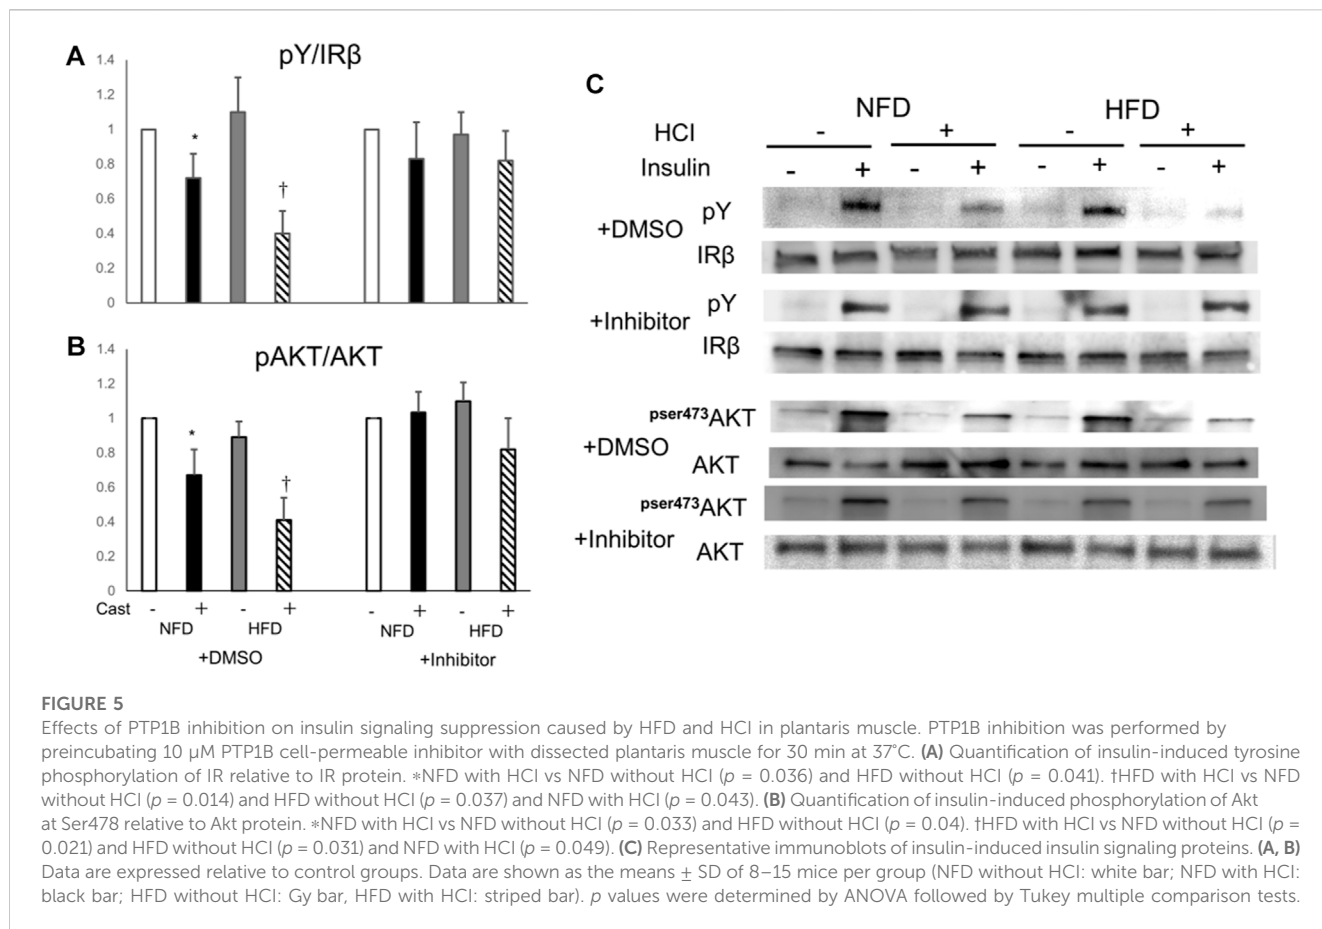 A
pY/IRβ
1.4
1.2
1
0.8
0.6
0.4
0.2
0
*
†
B
pAKT/AKT
1.4
1.2
1
0.8
0.6
0.4
0.2
0
*
†
Cast - + - + - + - +
NFD HFD NFD HFD
+DMSO +Inhibitor
C
NFD HFD
HCI - + - +
Insulin - + - + - + - +
+DMSO
pY
IRβ
+Inhibitor
pY
IRβ
+DMSO
pser473AKT
AKT
+Inhibitor
pser473AKT
AKT
FIGURE 5
Effects of PTP1B inhibition on insulin signaling suppression caused by HFD and HCI in plantaris muscle. PTP1B inhibition was performed by
preincubating 10 µM PTP1B cell-permeable inhibitor with dissected plantaris muscle for 30 min at 37°C. (A) Quantification of insulin-induced tyrosine
phosphorylation of IR relative to IR protein. *NFD with HCI vs NFD without HCI (p = 0.036) and HFD without HCI (p = 0.041). †HFD with HCI vs NFD
without HCI (p = 0.014) and HFD without HCI (p = 0.037) and NFD with HCI (p = 0.043). (B) Quantification of insulin-induced phosphorylation of Akt
at Ser478 relative to Akt protein. *NFD with HCI vs NFD without HCI (p = 0.033) and HFD without HCI (p = 0.04). †HFD with HCI vs NFD without HCI (p =
0.021) and HFD without HCI (p = 0.031) and NFD with HCI (p = 0.049). (C) Representative immunoblots of insulin-induced insulin signaling proteins. (A, B)
Data are expressed relative to control groups. Data are shown as the means ± SD of 8–15 mice per group (NFD without HCI: white bar; NFD with HCI:
black bar; HFD without HCI: Gy bar, HFD with HCI: striped bar). p values were determined by ANOVA followed by Tukey multiple comparison tests.